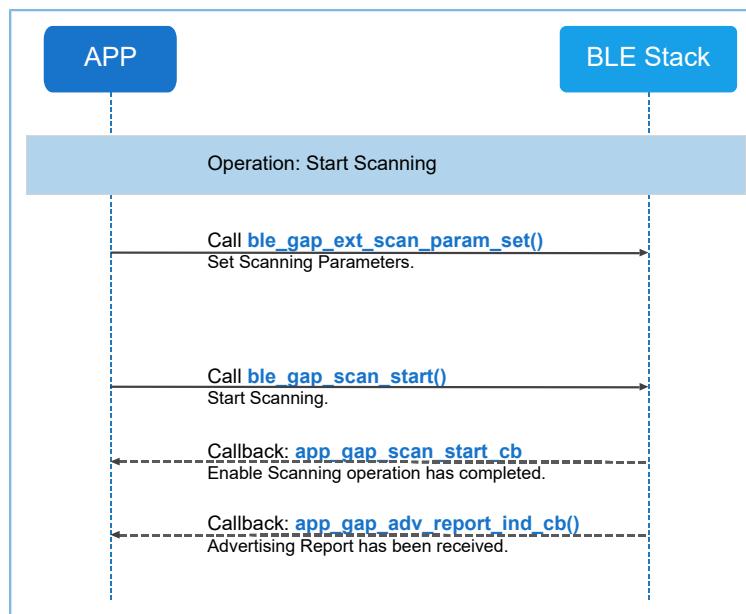 APP
BLE Stack
Operation: Start Scanning
Call ble_gap_ext_scan_param_set()
Set Scanning Parameters.
Call ble_gap_scan_start()
Start Scanning.
Callback: app_gap_scan_start_cb
Enable Scanning operation has completed.
Callback: app_gap_adv_report_ind_cb()
Advertising Report has been received.